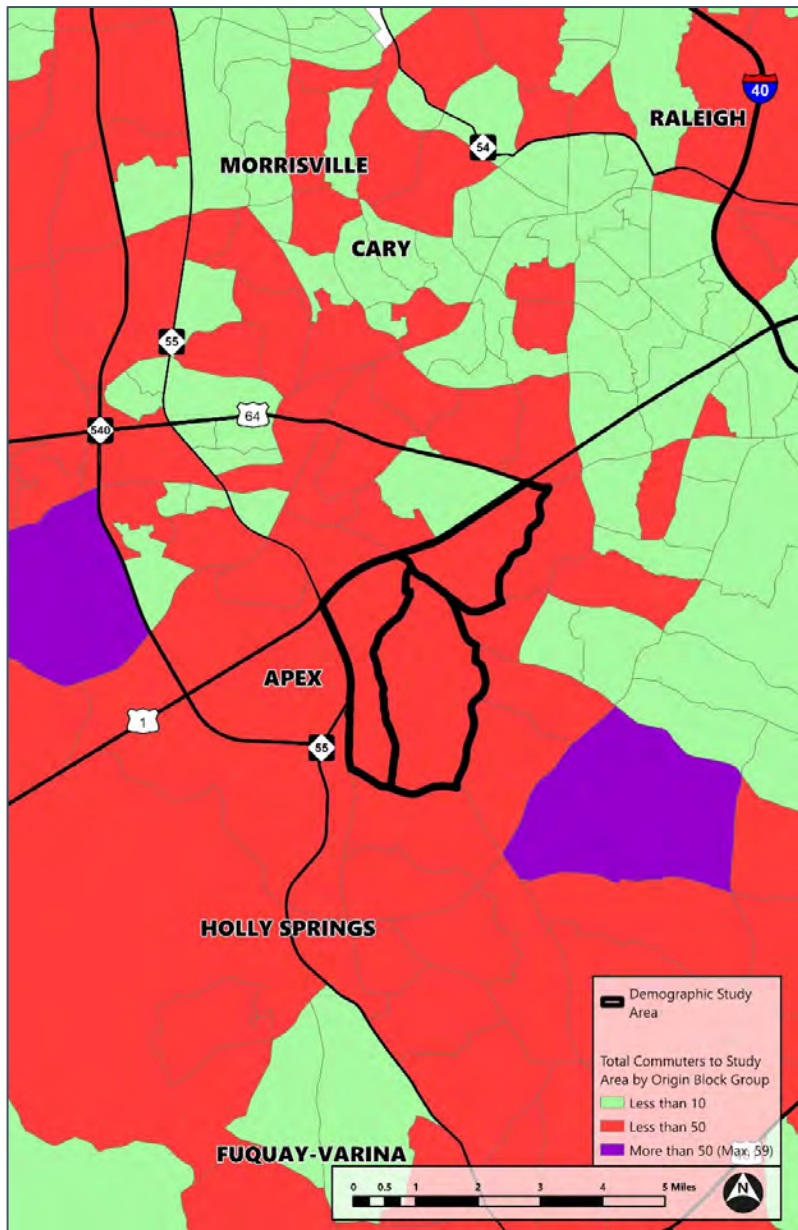 40
RALEIGH
54
MORRISVILLE
CARY
55
64
540
APEX
1
55
HOLLY SPRINGS
Demographic Study
Area
Total Commuters to Study
Area by Origin Block Group
Less than 10
Less than 50
More than 50 (Max. 59)
FUQUAY-VARINA
0 0.5 1 2 3 4 5 Miles
N